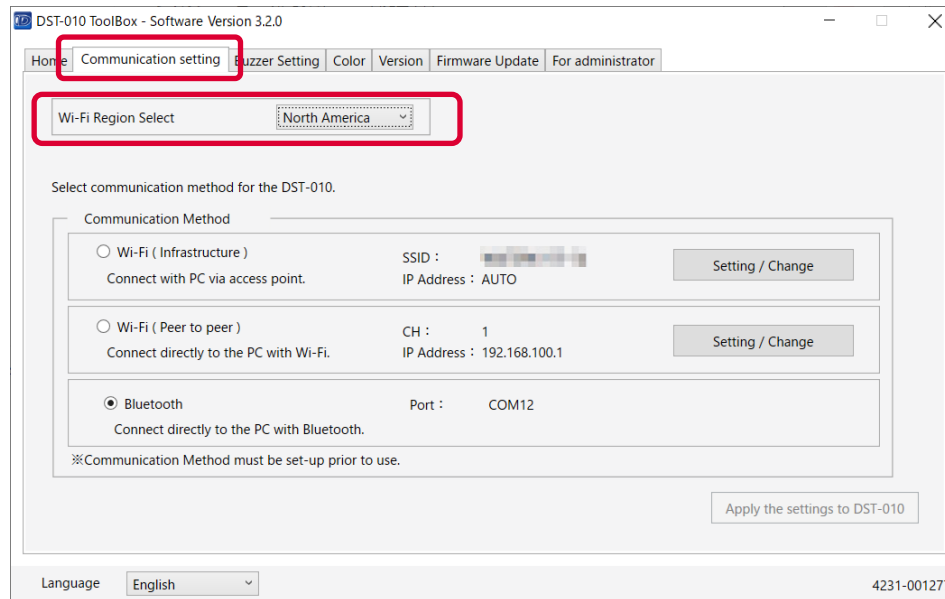 DST-010 ToolBox - Software Version 3.2.0
Home Communication setting Buzzer Setting Color Version Firmware Update For administrator
Wi-Fi Region Select North America
Select communication method for the DST-010.
Communication Method
Wi-Fi ( Infrastructure ) SSID :
Setting / Change
Connect with PC via access point. IP Address : AUTO
Wi-Fi ( Peer to peer ) CH : 1
Setting / Change
Connect directly to the PC with Wi-Fi. IP Address : 192.168.100.1
Bluetooth Port : COM12
Connect directly to the PC with Bluetooth.
※Communication Method must be set-up prior to use.
Apply the settings to DST-010
Language English 4231-00127